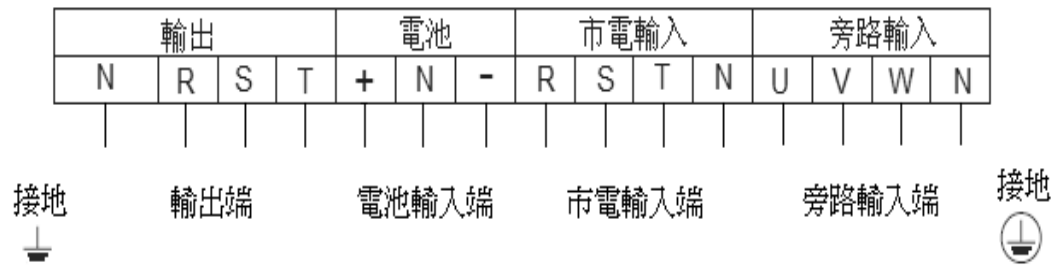 輸出 電池 市電輸入 旁路輸入
N R S T + N - R S T N U V W N
接地 輸出端 電池輸入端 市電輸入端 旁路輸入端 接地